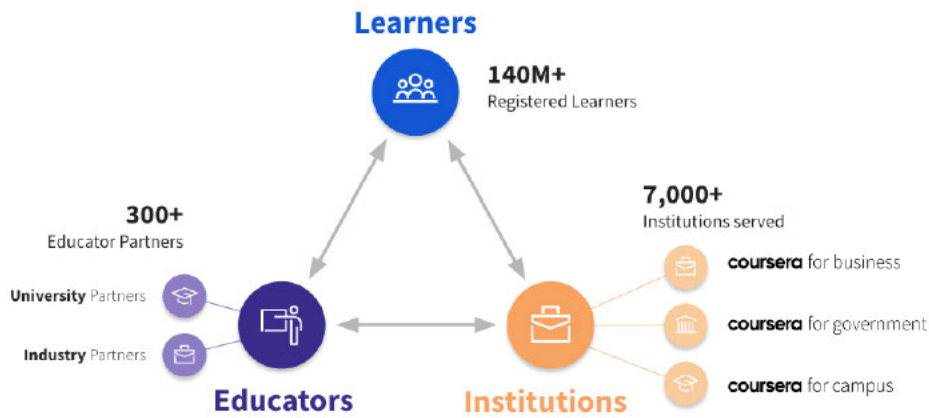 Learners
140M+
Registered Learners
300+
Educator Partners
University Partners
Industry Partners
Educators
7,000+
Institutions served
coursera for business
coursera for government
coursera for campus
Institutions